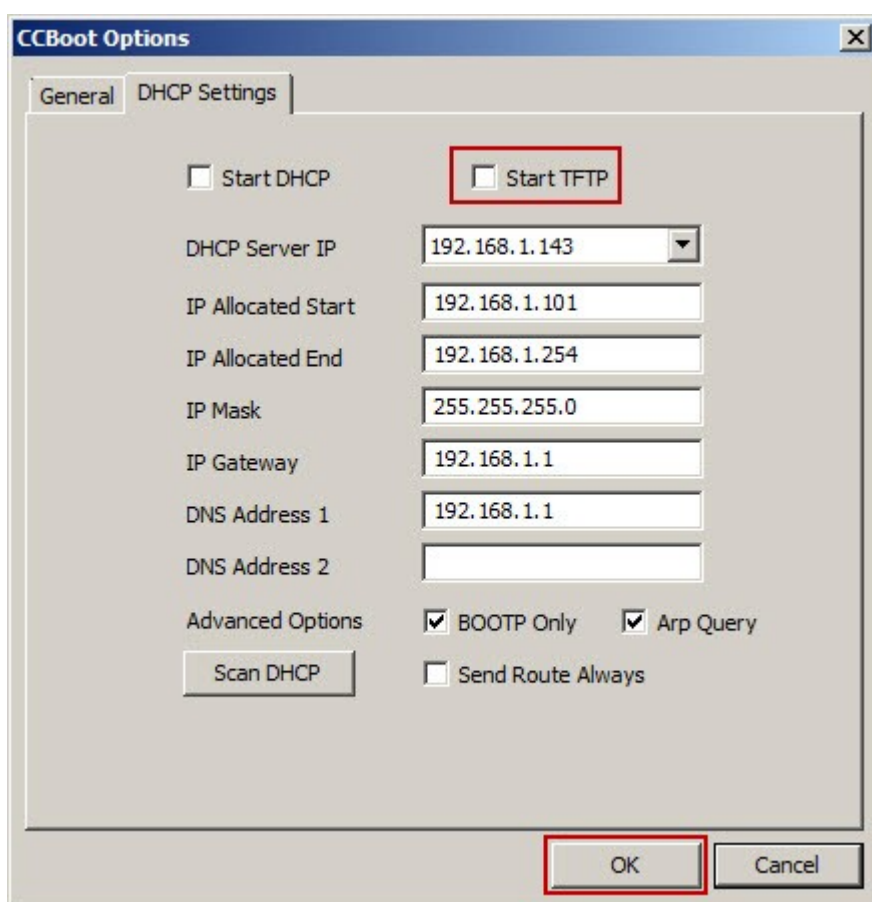 CCBoot Options
General DHCP Settings
Start DHCP Start TFTP
DHCP Server IP 192.168.1.143
IP Allocated Start 192.168.1.101
IP Allocated End 192.168.1.254
IP Mask 255.255.255.0
IP Gateway 192.168.1.1
DNS Address 1 192.168.1.1
DNS Address 2
Advanced Options BOOTP Only Arp Query
Scan DHCP Send Route Always
OK Cancel